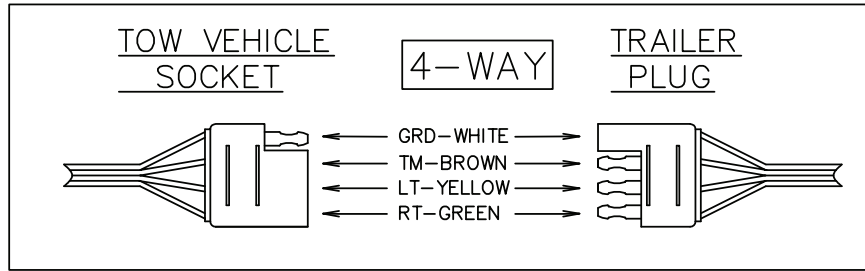 TOW VEHICLE
SOCKET
4-WAY
TRAILER
PLUG
GRD-WHITE
TM-BROWN
LT-YELLOW
RT-GREEN